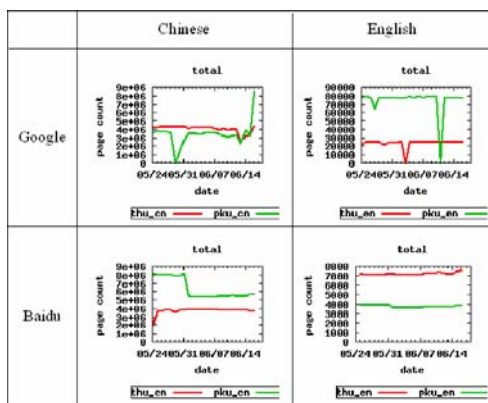 Chinese
English
Google
total
page count
9e+06
8e+06
7e+06
6e+06
5e+06
4e+06
3e+06
2e+06
1e+06
0
05/24 05/31 06/07 06/14
date
thu_cn
pku_cn
total
page count
90000
80000
70000
60000
50000
40000
30000
20000
10000
0
05/24 05/31 06/07 06/14
date
thu_en
pku_en
Baidu
total
page count
9e+06
8e+06
7e+06
6e+06
5e+06
4e+06
3e+06
2e+06
1e+06
0
05/24 05/31 06/07 06/14
date
thu_cn
pku_cn
total
page count
8000
7000
6000
5000
4000
3000
2000
1000
0
05/24 05/31 06/07 06/14
date
thu_en
pku_en